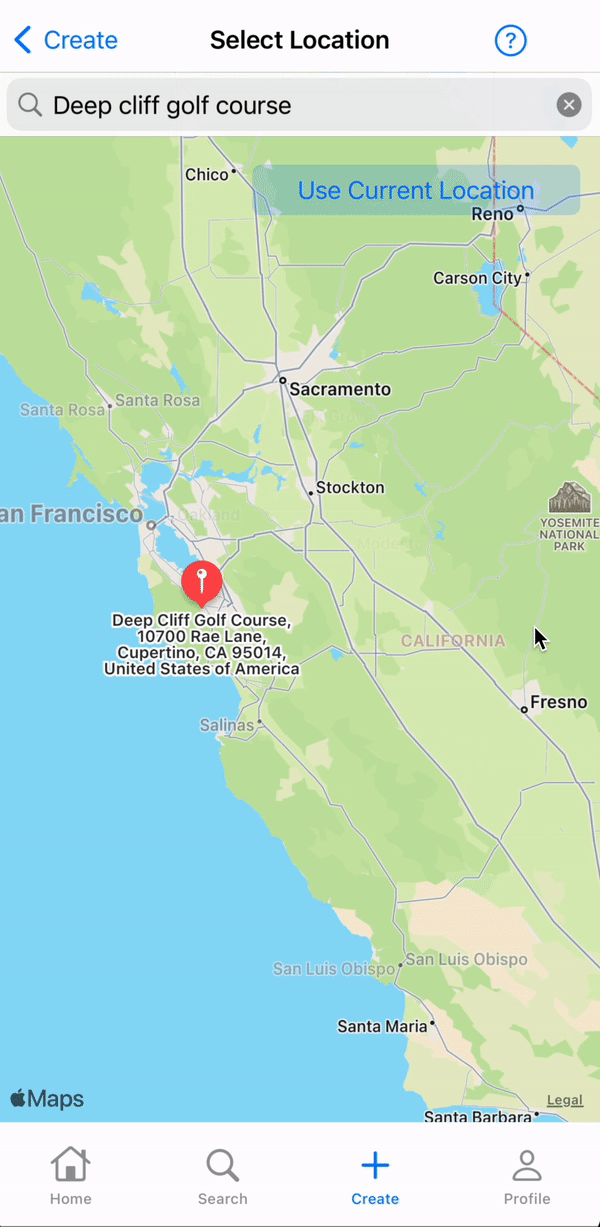 Create
Select Location
?
Deep cliff golf course
Use Current Location
Chico
Reno
Carson City
Sacramento
Santa Rosa
Santa Rosa
Stockton
an Francisco
Oakland
YOSEMITE
NATIONAL
PARK
Deep Cliff Golf Course,
10700 Rae Lane,
Cupertino, CA 95014,
United States of America
CALIFORNIA
Fresno
Salinas
San Luis Obispo
San Luis Obispo
Santa Maria
Maps
Legal
Santa Barbara
Home
Search
Create
Profile